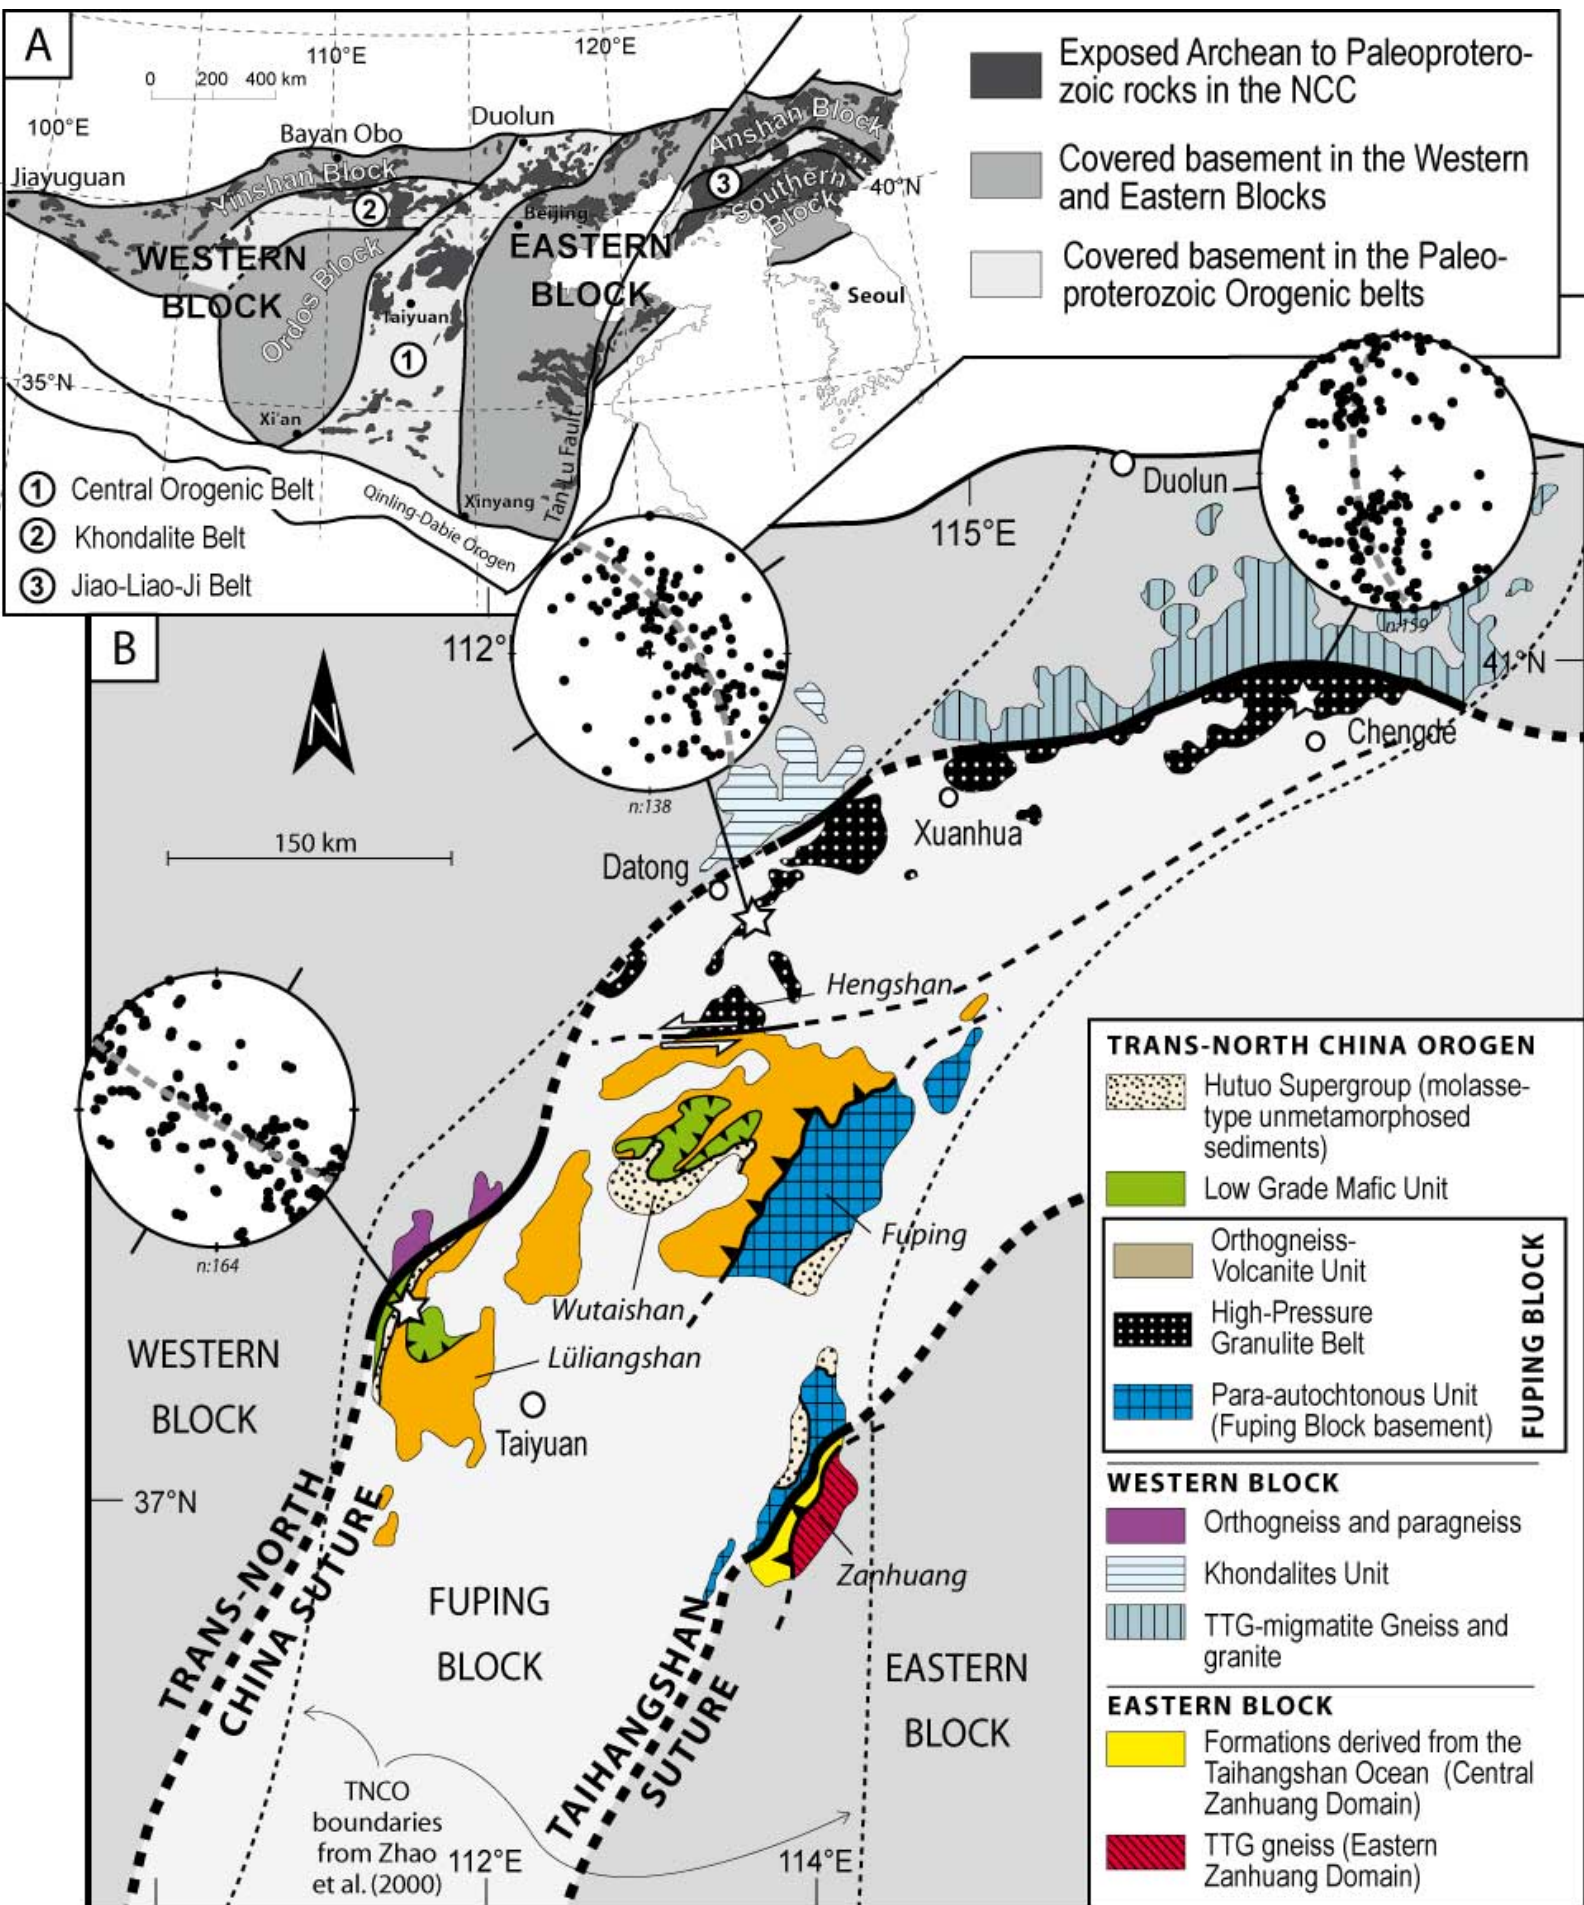 A
110°E
120°E
0 200 400 km
100°E
Bayan Obo
Duolun
Jiayuguan
Yinshan Block
Anshan Block
40°N
2
3
Southern
Block
Beijing
WESTERN
BLOCK
EASTERN
BLOCK
Ordos Block
Taiyuan
Seoul
1
35°N
Xi'an
Tan-Lu Fault
Xinyang
Qinling-Dabie Orogen
1 Central Orogenic Belt
2 Khondalite Belt
3 Jiao-Liao-Ji Belt
Exposed Archean to Paleoprotero-
zoic rocks in the NCC
Covered basement in the Western
and Eastern Blocks
Covered basement in the Paleo-
proterozoic Orogenic belts
B
N
112°
115°E
Duolun
n:159
41°N
Chengde
n:138
150 km
Datong
Xuanhua
Hengshan
n:164
Fuping
Wutaishan
Lüliangshan
Taiyuan
WESTERN
BLOCK
37°N
TRANS-NORTH
CHINA SUTURE
FUPING
BLOCK
Zanhuang
TAIHANGSHAN
SUTURE
EASTERN
BLOCK
TNCO
boundaries
from Zhao
et al. (2000)
112°E
114°E
TRANS-NORTH CHINA OROGEN
Hutuo Supergroup (molasse-
type unmetamorphosed
sediments)
Low Grade Mafic Unit
Orthogneiss-
Volcanite Unit
High-Pressure
Granulite Belt
Para-autochtonous Unit
(Fuping Block basement)
FUPING BLOCK
WESTERN BLOCK
Orthogneiss and paragneiss
Khondalites Unit
TTG-migmatite Gneiss and
granite
EASTERN BLOCK
Formations derived from the
Taihangshan Ocean (Central
Zanhuang Domain)
TTG gneiss (Eastern
Zanhuang Domain)